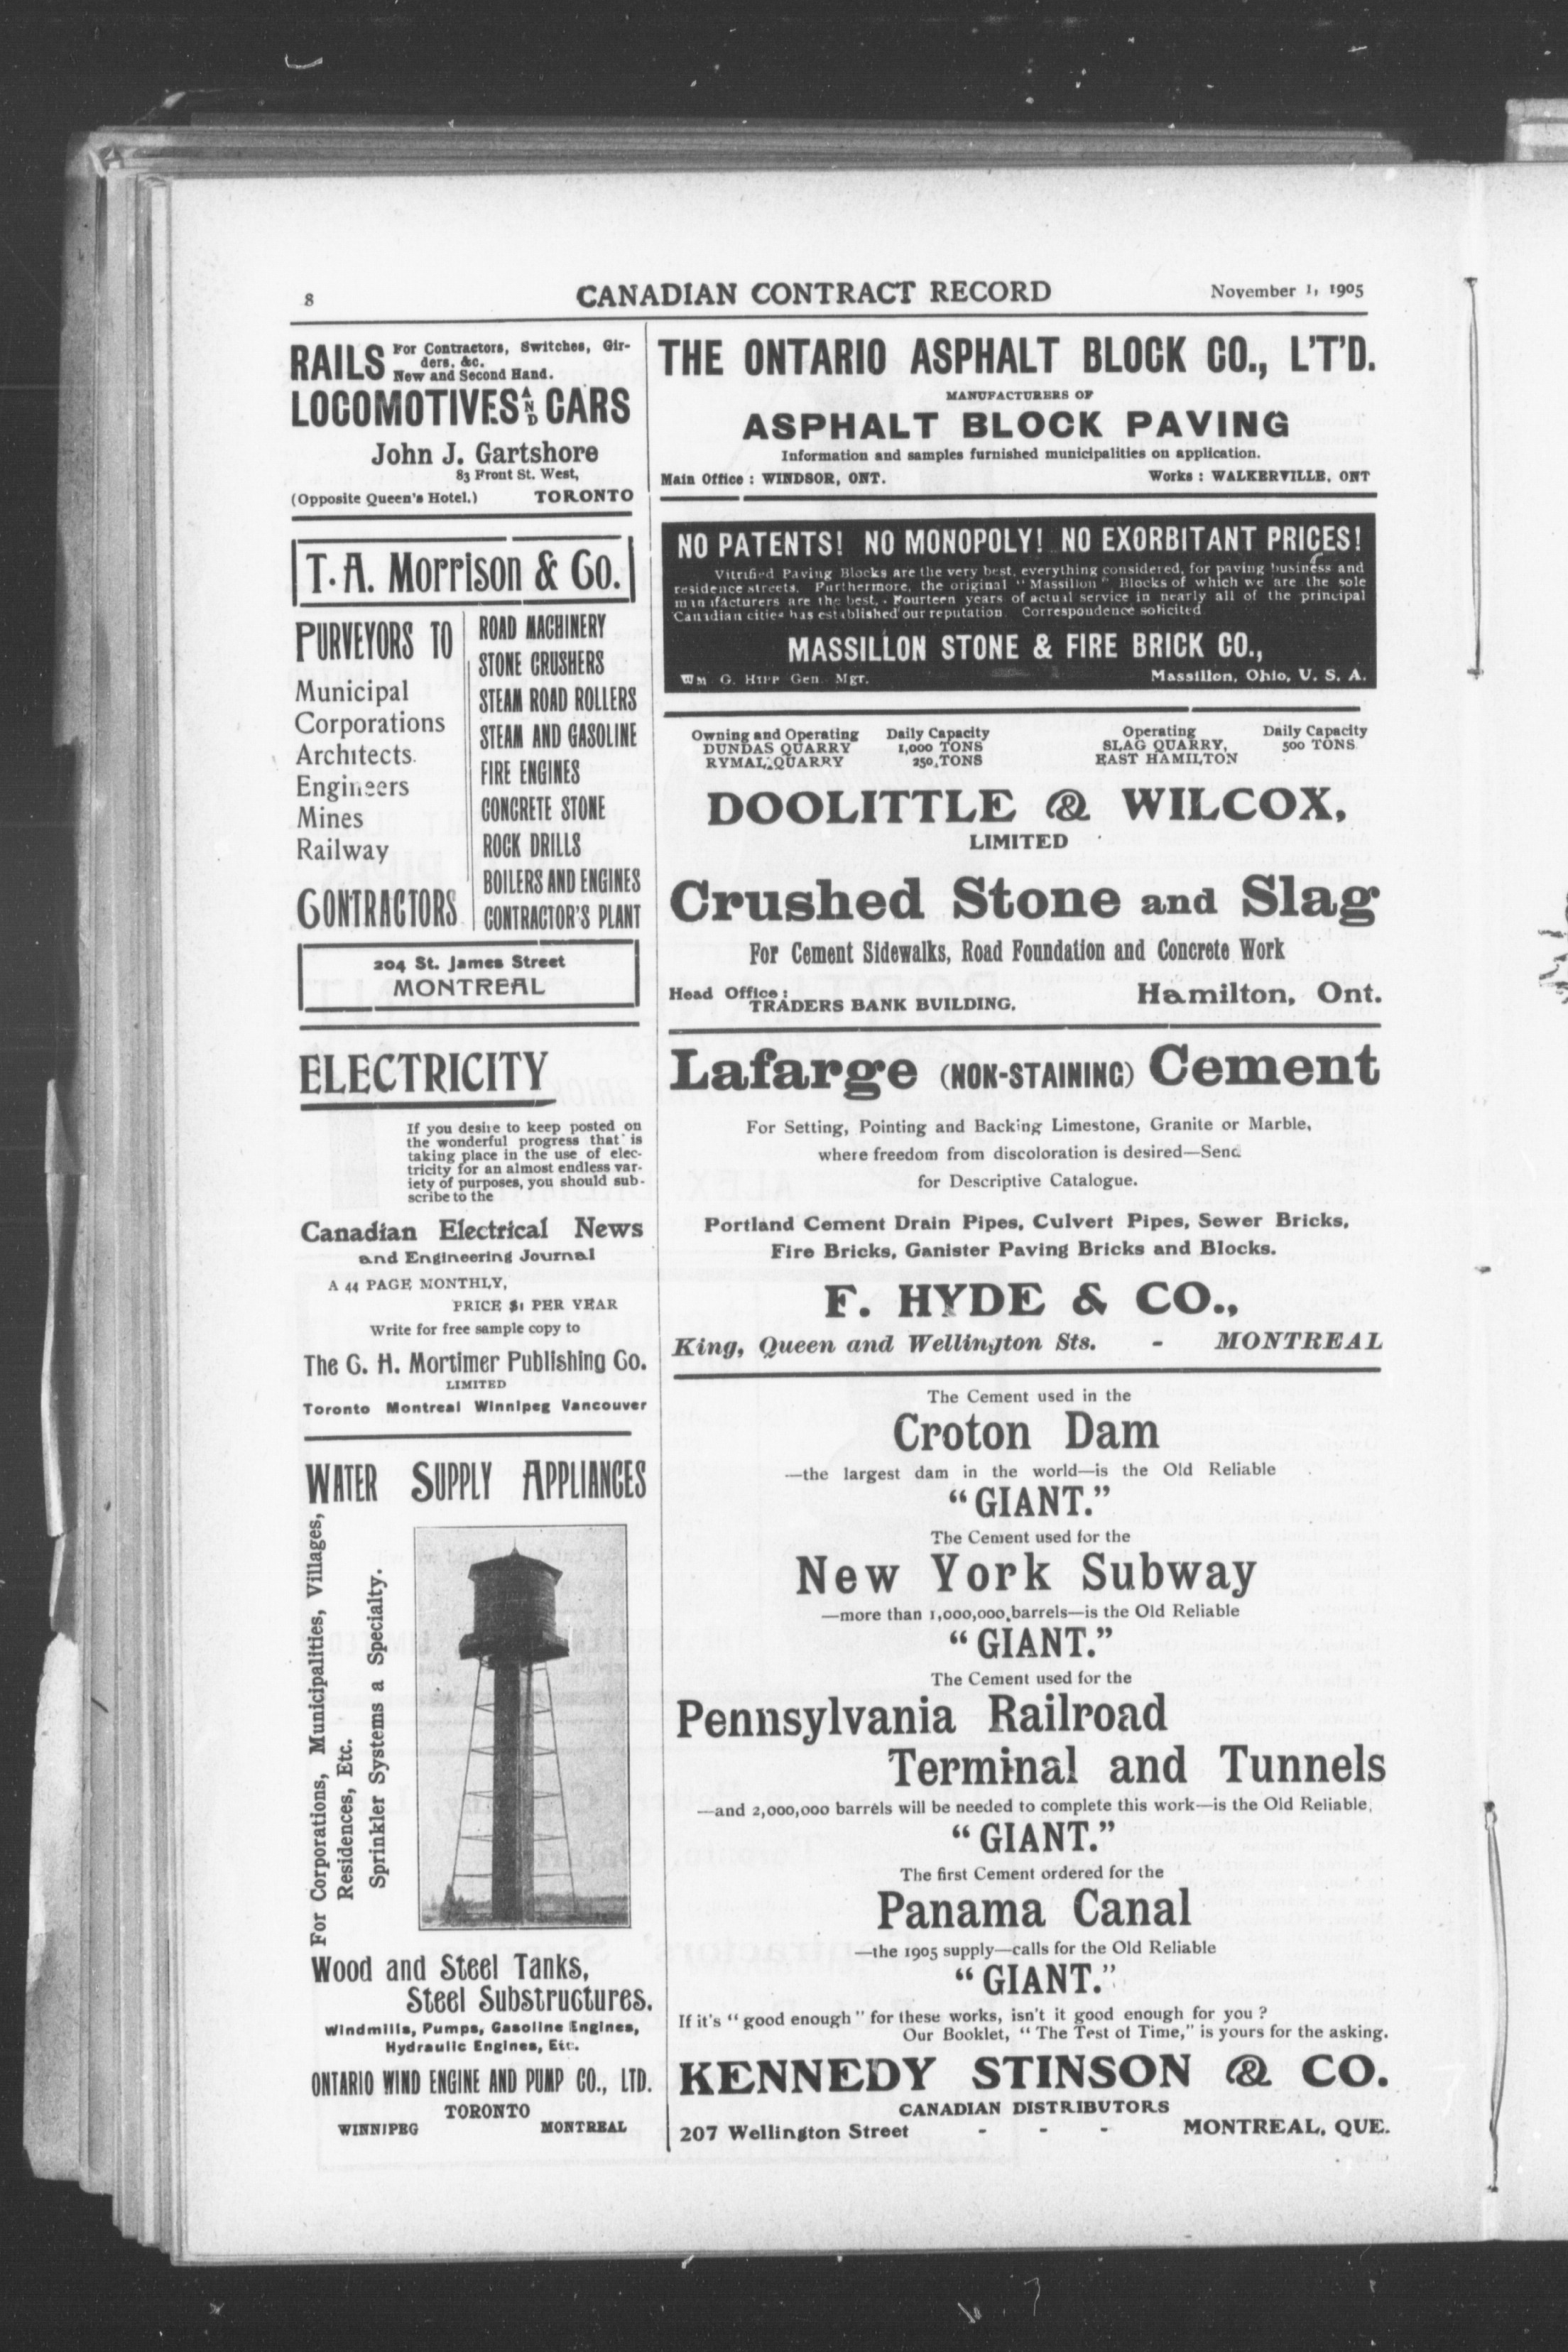 8
CANADIAN CONTRACT RECORD
November 1, 1905
RAILS For Contractors, Switches, Gir-
ders, &c.
New and Second Hand.
LOCOMOTIVES AND CARS
John J. Gartshore
83 Front St. West,
(Opposite Queen's Hotel.) TORONTO
T. A. Morrison & Co.
PURVEYORS TO
Municipal
Corporations
Architects
Engineers
Mines
Railway
CONTRACTORS
ROAD MACHINERY
STONE CRUSHERS
STEAM ROAD ROLLERS
STEAM AND GASOLINE
FIRE ENGINES
CONCRETE STONE
ROCK DRILLS
BOILERS AND ENGINES
CONTRACTOR'S PLANT
204 St. James Street
MONTREAL
ELECTRICITY
If you desire to keep posted on
the wonderful progress that is
taking place in the use of elec-
tricity for an almost endless var-
iety of purposes, you should sub-
scribe to the
Canadian Electrical News
and Engineering Journal
A 44 PAGE MONTHLY,
PRICE $1 PER YEAR
Write for free sample copy to
The C. H. Mortimer Publishing Co.
LIMITED
Toronto Montreal Winnipeg Vancouver
WATER SUPPLY APPLIANCES
For Corporations, Municipalities, Villages,
Residences, Etc.
Sprinkler Systems a Specialty.
Wood and Steel Tanks,
Steel Substructures.
Windmills, Pumps, Gasoline Engines,
Hydraulic Engines, Etc.
ONTARIO WIND ENGINE AND PUMP CO., LTD.
TORONTO
WINNIPEG MONTREAL
THE ONTARIO ASPHALT BLOCK CO., L'T'D.
MANUFACTURERS OF
ASPHALT BLOCK PAVING
Information and samples furnished municipalities on application.
Main Office : WINDSOR, ONT. Works : WALKERVILLE, ONT
NO PATENTS! NO MONOPOLY! NO EXORBITANT PRICES!
Vitrified Paving Blocks are the very best, everything considered, for paving business and
residence streets. Furthermore, the original "Massillon" Blocks of which we are the sole
manufacturers are the best. Fourteen years of actual service in nearly all of the principal
Canadian cities has established our reputation. Correspondence solicited
MASSILLON STONE & FIRE BRICK CO.,
WM. G. HIPP Gen. Mgr. Massillon, Ohio, U. S. A.
Owning and Operating Daily Capacity Operating Daily Capacity
DUNDAS QUARRY 1,000 TONS SLAG QUARRY, 500 TONS
RYMAL QUARRY 250 TONS EAST HAMILTON
DOOLITTLE & WILCOX,
LIMITED
Crushed Stone and Slag
For Cement Sidewalks, Road Foundation and Concrete Work
Head Office :
TRADERS BANK BUILDING, Hamilton, Ont.
Lafarge (NON-STAINING) Cement
For Setting, Pointing and Backing Limestone, Granite or Marble,
where freedom from discoloration is desired—Send
for Descriptive Catalogue.
Portland Cement Drain Pipes, Culvert Pipes, Sewer Bricks,
Fire Bricks, Ganister Paving Bricks and Blocks.
F. HYDE & CO.,
King, Queen and Wellington Sts. - MONTREAL
The Cement used in the
Croton Dam
—the largest dam in the world—is the Old Reliable
"GIANT."
The Cement used for the
New York Subway
—more than 1,000,000 barrels—is the Old Reliable
"GIANT."
The Cement used for the
Pennsylvania Railroad
Terminal and Tunnels
—and 2,000,000 barrels will be needed to complete this work—is the Old Reliable,
"GIANT."
The first Cement ordered for the
Panama Canal
—the 1905 supply—calls for the Old Reliable
"GIANT."
If it's "good enough" for these works, isn't it good enough for you ?
Our Booklet, "The Test of Time," is yours for the asking.
KENNEDY STINSON & CO.
CANADIAN DISTRIBUTORS
207 Wellington Street - - - MONTREAL, QUE.